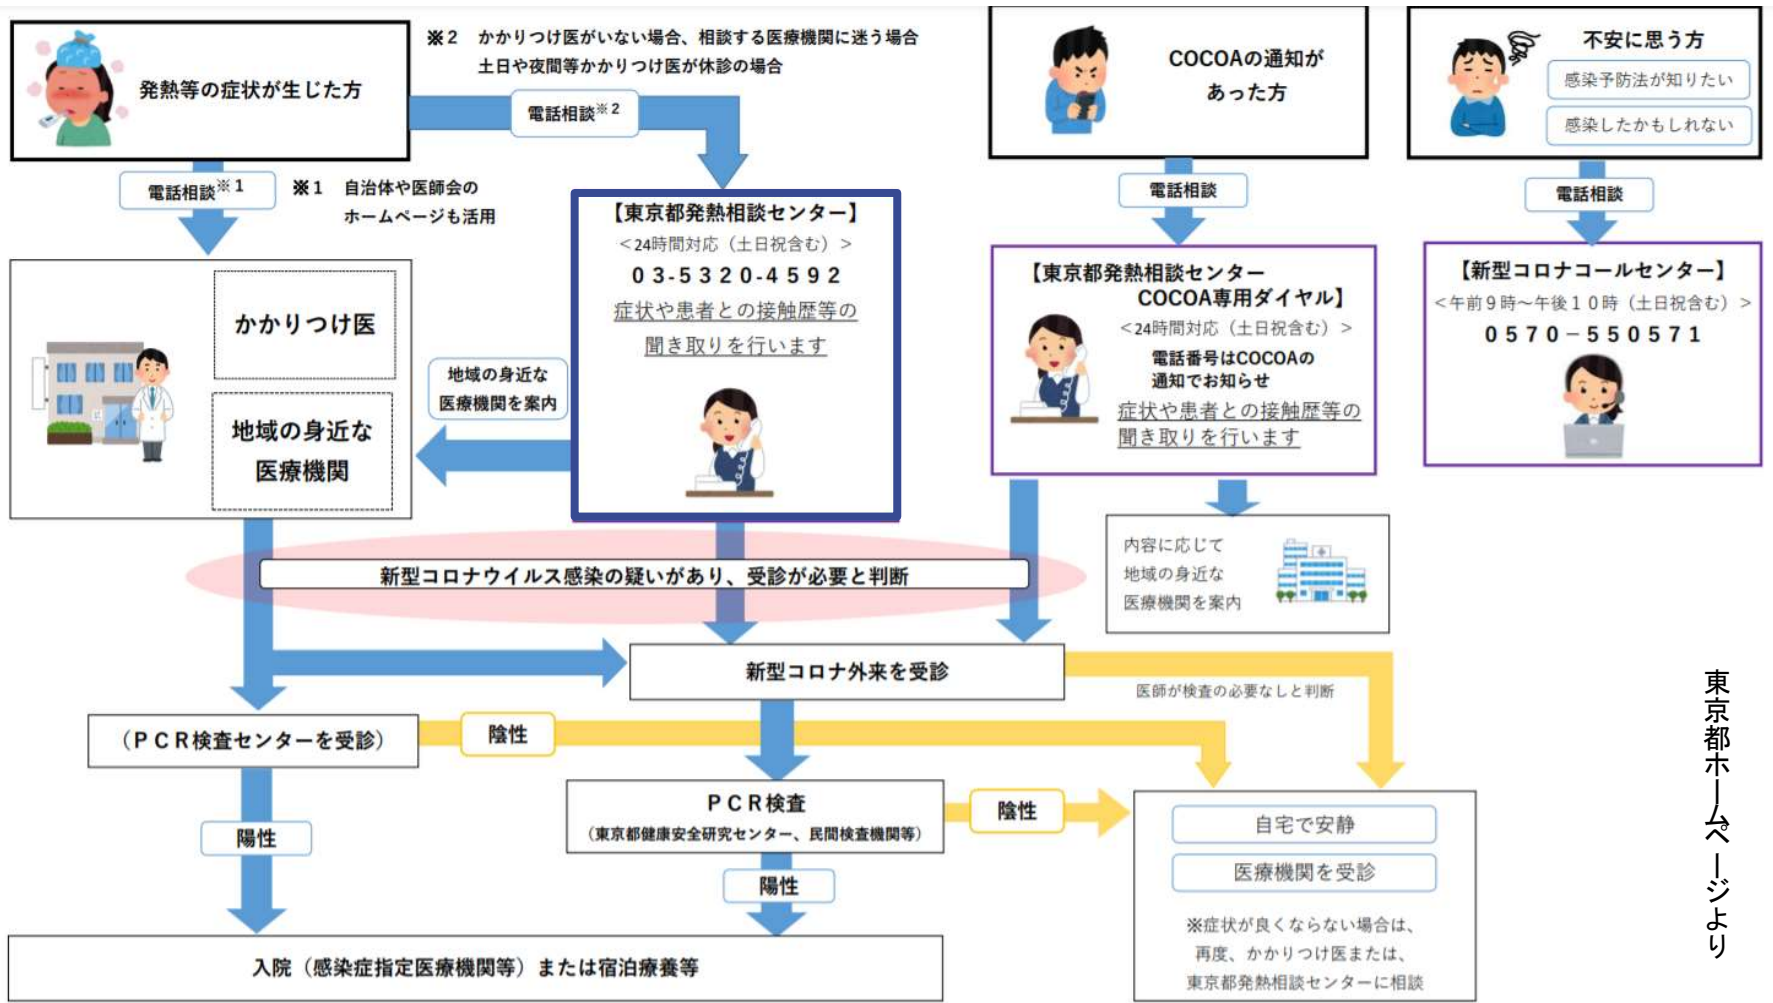 発熱等の症状が生じた方
※２　かかりつけ医がいない場合、相談する医療機関に迷う場合
土日や夜間等かかりつけ医が休診の場合
電話相談※２
電話相談※１
※１　自治体や医師会の
ホームページも活用
かかりつけ医
地域の身近な
医療機関
【東京都発熱相談センター】
＜24時間対応（土日祝含む）＞
０３-５３２０-４５９２
症状や患者との接触歴等の
聞き取りを行います
地域の身近な
医療機関を案内
COCOAの通知が
あった方
電話相談
【東京都発熱相談センター
COCOA専用ダイヤル】
＜24時間対応（土日祝含む）＞
電話番号はCOCOAの
通知でお知らせ
症状や患者との接触歴等の
聞き取りを行います
内容に応じて
地域の身近な
医療機関を案内
不安に思う方
感染予防法が知りたい
感染したかもしれない
電話相談
【新型コロナコールセンター】
＜午前９時～午後１０時（土日祝含む）＞
０５７０－５５０５７１
新型コロナウイルス感染の疑いがあり、受診が必要と判断
新型コロナ外来を受診
医師が検査の必要なしと判断
（ＰＣＲ検査センターを受診）
陰性
陽性
ＰＣＲ検査
（東京都健康安全研究センター、民間検査機関等）
陰性
陽性
入院（感染症指定医療機関等）または宿泊療養等
自宅で安静
医療機関を受診
※症状が良くならない場合は、
再度、かかりつけ医または、
東京都発熱相談センターに相談
東京都ホームページより